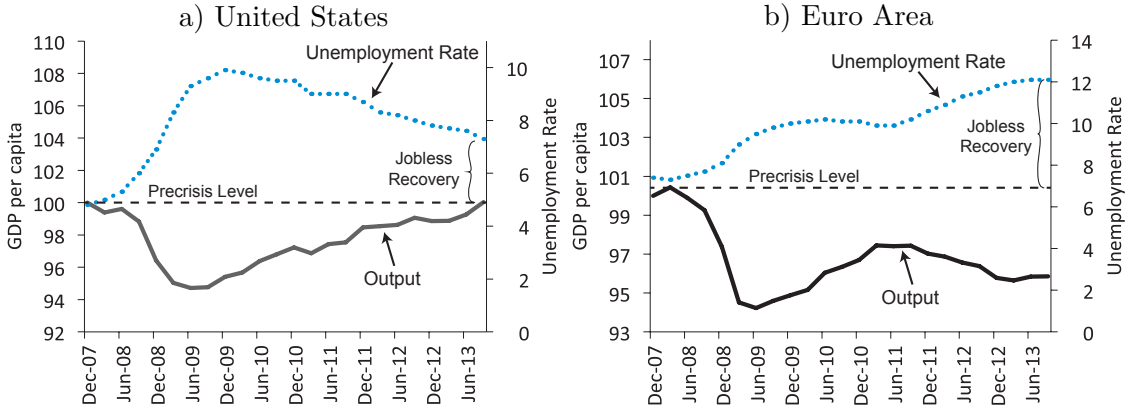 a) United States
GDP per capita
110
108
106
104
102
100
98
96
94
92
Unemployment Rate
Jobless
Recovery
Precrisis Level
Output
10
8
6
4
2
0
Unemployment Rate
Dec-07
Jun-08
Dec-08
Jun-09
Dec-09
Jun-10
Dec-10
Jun-11
Dec-11
Jun-12
Dec-12
Jun-13
b) Euro Area
GDP per capita
107
105
103
101
99
97
95
93
Unemployment Rate
Jobless
Recovery
Precrisis Level
Output
14
12
10
8
6
4
2
0
Unemployment Rate
Dec-07
Jun-08
Dec-08
Jun-09
Dec-09
Jun-10
Dec-10
Jun-11
Dec-11
Jun-12
Dec-12
Jun-13